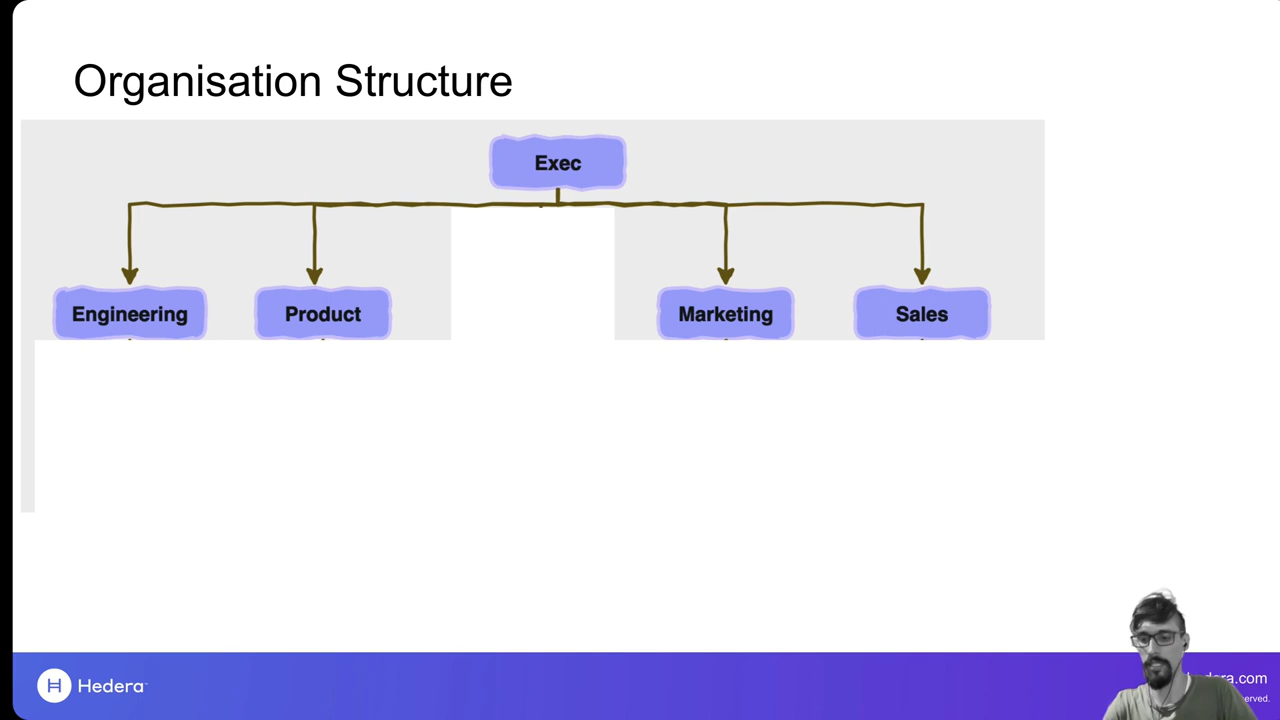 Organisation Structure
Exec
Engineering
Product
Marketing
Sales
Hedera